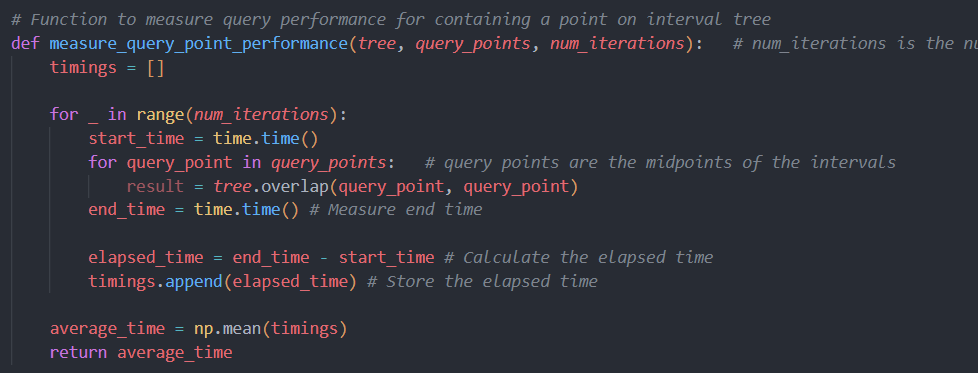 # Function to measure query performance for containing a point on interval tree
def measure_query_point_performance(tree, query_points, num_iterations):   # num_iterations is the
    timings = []
    for _ in range(num_iterations):
        start_time = time.time()
        for query_point in query_points:   # query points are the midpoints of the intervals
            result = tree.overlap(query_point, query_point)
        end_time = time.time() # Measure end time
        elapsed_time = end_time - start_time # Calculate the elapsed time
        timings.append(elapsed_time) # Store the elapsed time
    average_time = np.mean(timings)
    return average_time